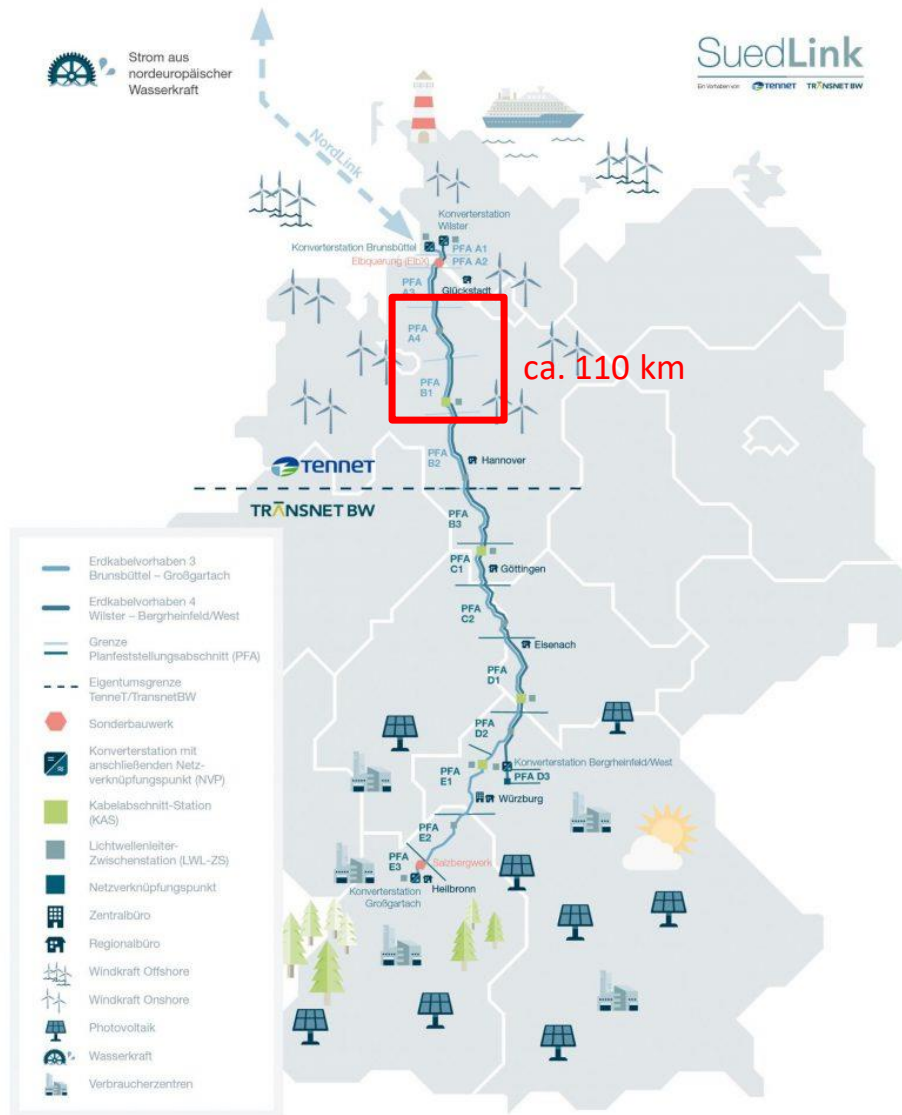 Strom aus
nordeuropäischer
Wasserkraft
SuedLink
Ein Vorhaben von TENNET TRANSNET BW
NordLink
Konverterstation
Wilster
Konverterstation Brunsbüttel
PFA A1
Elbquerung (ElbX)
PFA A2
PFA
A3
Glückstadt
PFA
A4
ca. 110 km
PFA
B1
PFA
B2
Hannover
TENNET
TRANSNET BW
PFA
B3
PFA
C1
Göttingen
PFA
C2
Eisenach
PFA
D1
PFA
D2
Konverterstation Bergrheinfeld/West
PFA
E1
PFA D3
Würzburg
PFA
E2
PFA
E3
Salzbergwerk
Konverterstation
Großgartach
Heilbronn
Erdkabelvorhaben 3
Brunsbüttel – Großgartach
Erdkabelvorhaben 4
Wilster – Bergrheinfeld/West
Grenze
Planfeststellungsabschnitt (PFA)
Eigentumsgrenze
TenneT/TransnetBW
Sonderbauwerk
Konverterstation mit
anschließenden Netz-
verknüpfungspunkt (NVP)
Kabelabschnitt-Station
(KAS)
Lichtwellenleiter-
Zwischenstation (LWL-ZS)
Netzverknüpfungspunkt
Zentralbüro
Regionalbüro
Windkraft Offshore
Windkraft Onshore
Photovoltaik
Wasserkraft
Verbraucherzentren